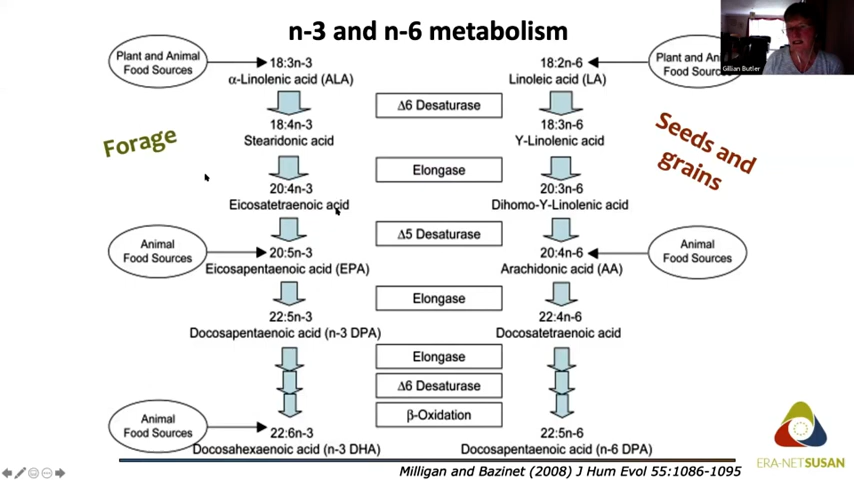 n-3 and n-6 metabolism
Gillian Butler
Plant and Animal
Food Sources
18:3n-3
α-Linolenic acid (ALA)
18:2n-6
Linoleic acid (LA)
Plant and An
Food Sources
Δ6 Desaturase
Forage
18:4n-3
Stearidonic acid
18:3n-6
Y-Linolenic acid
Seeds and
grains
Elongase
20:4n-3
Eicosatetraenoic acid
20:3n-6
Dihomo-Y-Linolenic acid
Δ5 Desaturase
Animal
Food Sources
20:5n-3
Eicosapentaenoic acid (EPA)
20:4n-6
Arachidonic acid (AA)
Animal
Food Sources
Elongase
22:5n-3
Docosapentaenoic acid (n-3 DPA)
22:4n-6
Docosatetraenoic acid
Elongase
Δ6 Desaturase
β-Oxidation
Animal
Food Sources
22:6n-3
Docosahexaenoic acid (n-3 DHA)
22:5n-6
Docosapentaenoic acid (n-6 DPA)
ERA-NETSUSAN
Milligan and Bazinet (2008) J Hum Evol 55:1086-1095